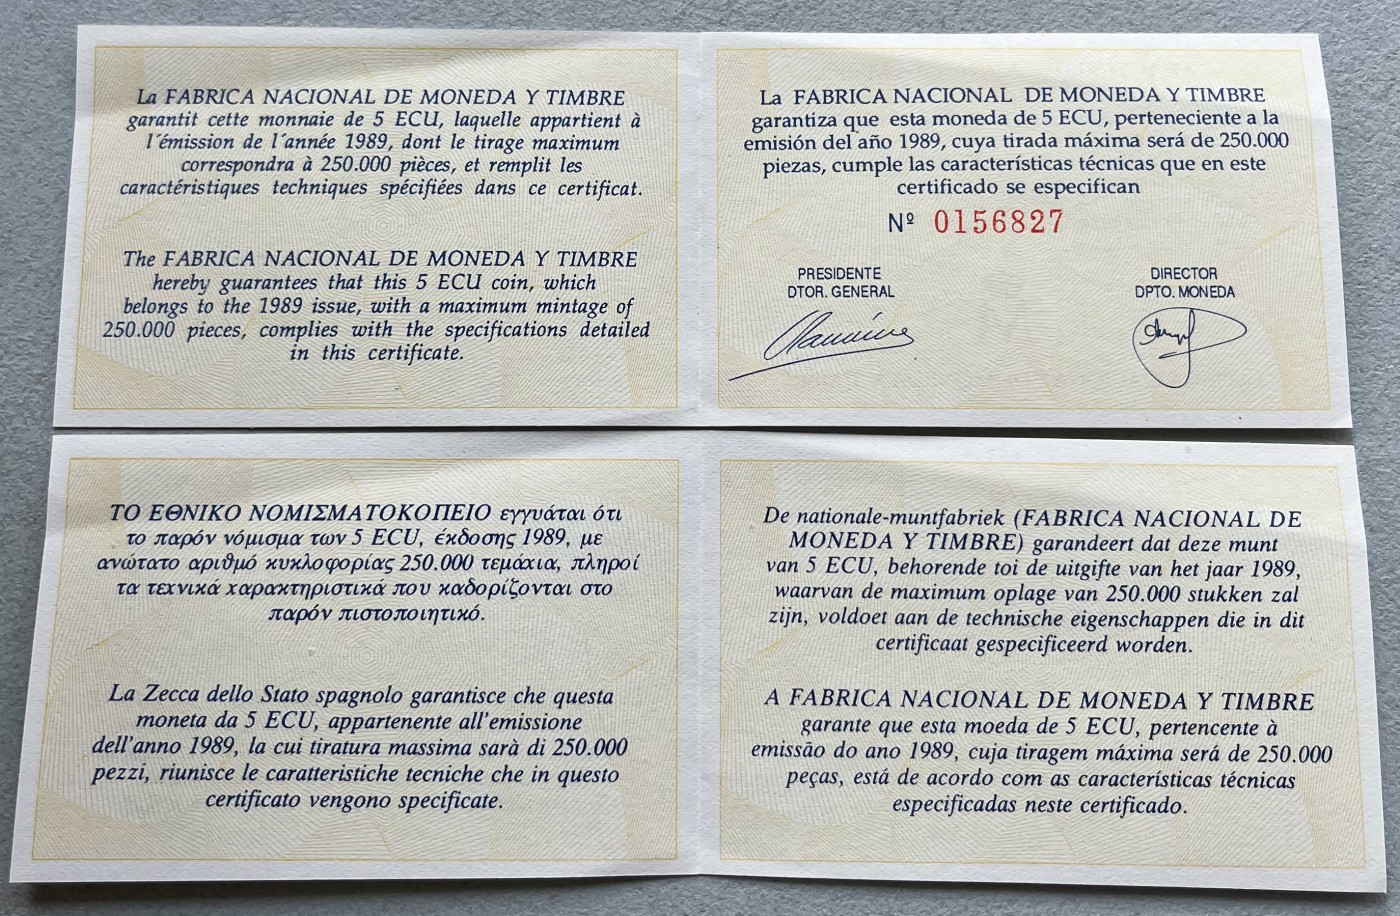 La FABRICA NACIONAL DE MONEDA Y TIMBRE
garantit cette monnaie de 5 ECU, laquelle appartient à
l´émission de l´année 1989, dont le tirage maximum
correspondra à 250.000 pièces, et remplit les
caractéristiques techniques spécifiées dans ce certificat.
The FABRICA NACIONAL DE MONEDA Y TIMBRE
hereby guarantees that this 5 ECU coin, which
belongs to the 1989 issue, with a maximum mintage of
250.000 pieces, complies with the specifications detailed
in this certificate.
La FABRICA NACIONAL DE MONEDA Y TIMBRE
garantiza que esta moneda de 5 ECU, perteneciente a la
emisión del año 1989, cuya tirada máxima será de 250.000
piezas, cumple las características técnicas que en este
certificado se especifican
Nº 0156827
PRESIDENTE
DTOR. GENERAL
DIRECTOR
DPTO. MONEDA
ΤΟ ΕΘΝΙΚΟ ΝΟΜΙΣΜΑΤΟΚΟΠΕΙΟ εγγυάται ότι
το παρόν νόμισμα των 5 ECU, έκδοσης 1989, με
ανώτατο αριθμό κυκλοφορίας 250.000 τεμάχια, πληροί
τα τεχνικά χαρακτηριστικά που καδορίζονται στο
παρόν πιστοποιητικό.
La Zecca dello Stato spagnolo garantisce che questa
moneta da 5 ECU, appartenente all'emissione
dell'anno 1989, la cui tiratura massima sarà di 250.000
pezzi, riunisce le caratteristiche tecniche che in questo
certificato vengono specificate.
De nationale-muntfabriek (FABRICA NACIONAL DE
MONEDA Y TIMBRE) garandeert dat deze munt
van 5 ECU, behorende toi de uitgifte van het jaar 1989,
waarvan de maximum oplage van 250.000 stukken zal
zijn, voldoet aan de technische eigenschappen die in dit
certificaat gespecificeerd worden.
A FABRICA NACIONAL DE MONEDA Y TIMBRE
garante que esta moeda de 5 ECU, pertencente à
emissão do ano 1989, cuja tiragem máxima será de 250.000
peças, está de acordo com as características técnicas
especificadas neste certificado.